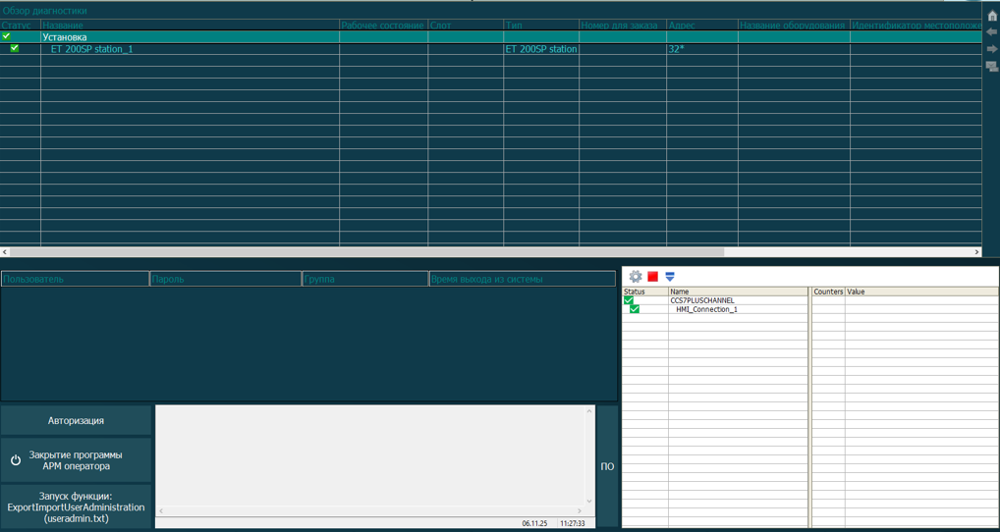 Обзор диагностики
Статус Название Рабочее состояние Слот Тип Номер для заказа Адрес Название оборудования Идентификатор местоположе
Установка
ET 200SP station_1 ET 200SP station 32*
Пользователь Пароль Группа Время выхода из системы
Status Name Counters Value
CCS7PLUSCHANNEL
HMI_Connection_1
Авторизация
Закрытие программы
АРМ оператора
ПО
Запуск функции:
ExportImportUserAdministration
(useradmin.txt)
06.11.25 11:27:33